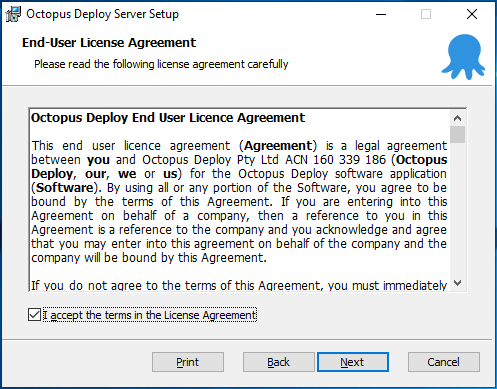 Octopus Deploy Server Setup
End-User License Agreement
Please read the following license agreement carefully
Octopus Deploy End User Licence Agreement
This end user licence agreement (Agreement) is a legal agreement
between you and Octopus Deploy Pty Ltd ACN 160 339 186 (Octopus
Deploy, our, we or us) for the Octopus Deploy software application
(Software). By using all or any portion of the Software, you agree to be
bound by the terms of this Agreement. If you are entering into this
Agreement on behalf of a company, then a reference to you in this
Agreement is a reference to the company and you acknowledge and agree
that you may enter into this agreement on behalf of the company and the
company will be bound by this Agreement.
If you do not agree to the terms of this Agreement, you must immediately
I accept the terms in the License Agreement
Print Back Next Cancel